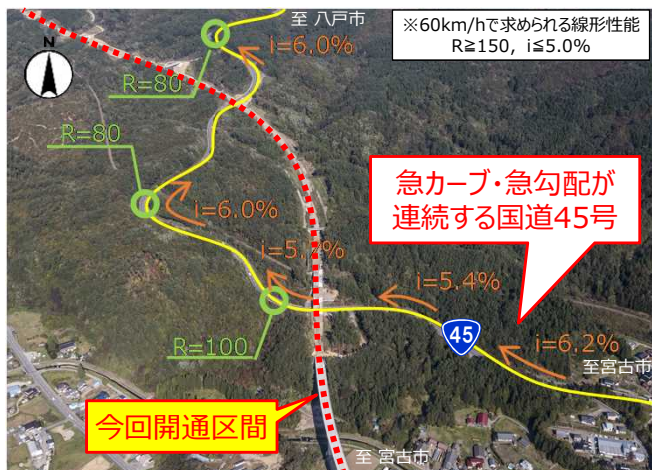 至 八戸市
※60km/hで求められる線形性能
R≧150, i≦5.0%
N
i=6.0%
R=80
R=80
急カーブ・急勾配が
連続する国道45号
i=6.0%
i=5.4%
R=100
45
i=6.2%
至宮古市
今回開通区間
至 宮古市